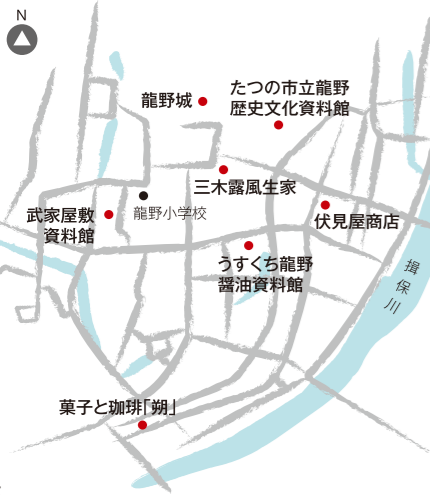 N
龍野城
たつの市立龍野
歴史文化資料館
三木露風生家
龍野小学校
武家屋敷
資料館
伏見屋商店
うすくち龍野
醤油資料館
揖保川
菓子と珈琲「朔」